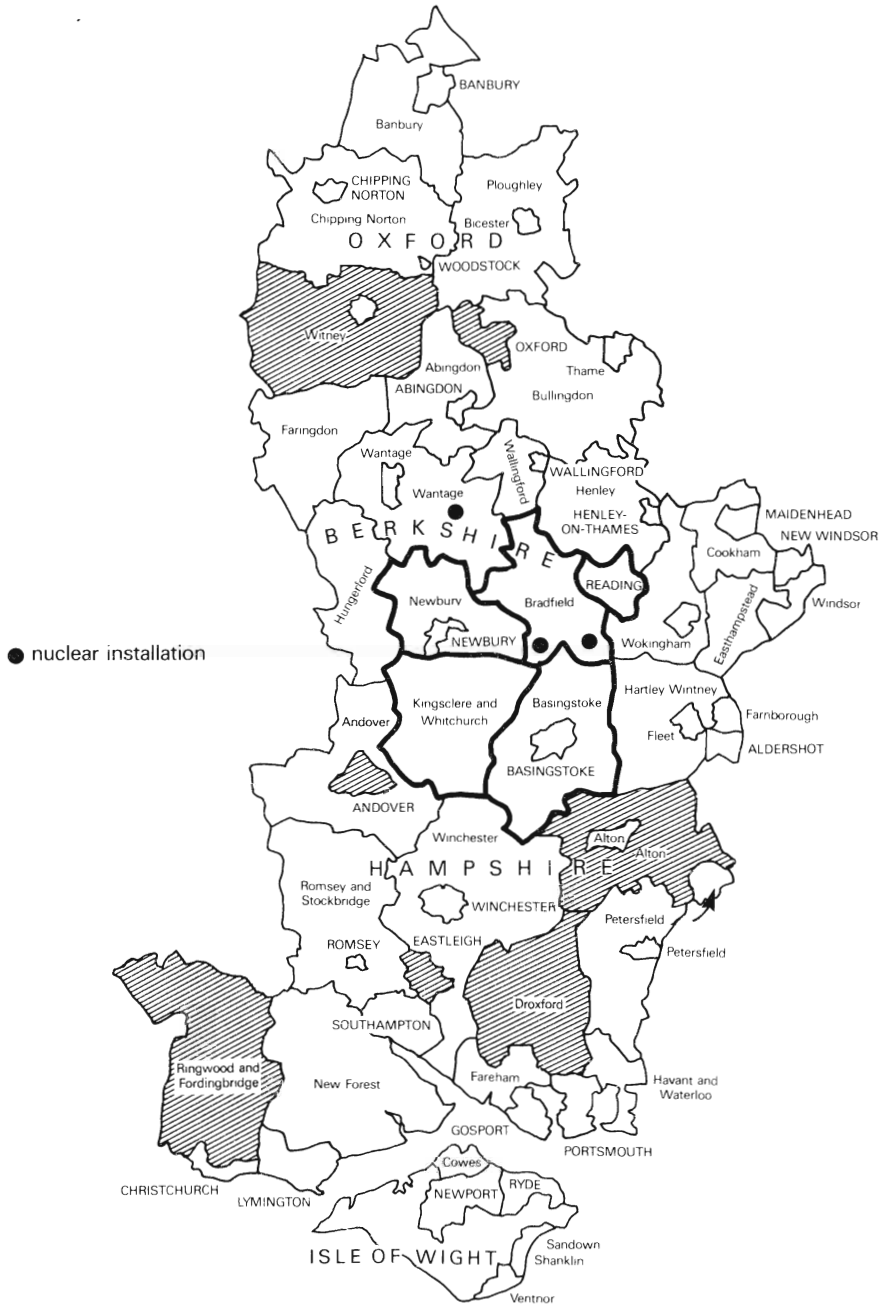 BANBURY
Banbury
CHIPPING
NORTON
Ploughley
Chipping Norton
Bicester
OXFORD
WOODSTOCK
Witney
OXFORD
Abingdon
Thame
ABINGDON
Bullingdon
Faringdon
Wantage
Wallingford
WALLINGFORD
Wantage
Henley
HENLEY-
ON-THAMES
MAIDENHEAD
BERKSHIRE
NEW WINDSOR
Cookham
Hungerford
READING
Newbury
Bradfield
Easthampstead
Windsor
NEWBURY
Wokingham
nuclear installation
Hartley Wintney
Kingsclere and
Whitchurch
Basingstoke
Andover
Farnborough
Fleet
ALDERSHOT
BASINGSTOKE
ANDOVER
Winchester
Alton
Alton
HAMPSHIRE
Romsey and
Stockbridge
WINCHESTER
Petersfield
ROMSEY
EASTLEIGH
Petersfield
Droxford
SOUTHAMPTON
Ringwood and
Fordingbridge
New Forest
Fareham
Havant and
Waterloo
GOSPORT
PORTSMOUTH
Cowes
CHRISTCHURCH
LYMINGTON
NEWPORT
RYDE
ISLE OF WIGHT
Sandown
Shanklin
Ventnor